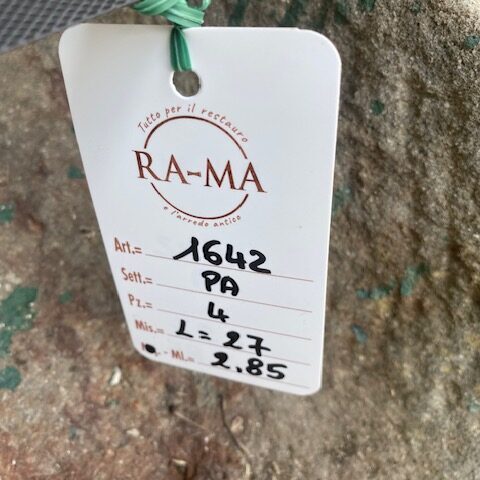 Tutto per il restauro
RA-MA
e l'arredo antico
Art.= 1642
Sett.= PA
Pz.= 4
Mis.= L=27
- Ml.= 2.85